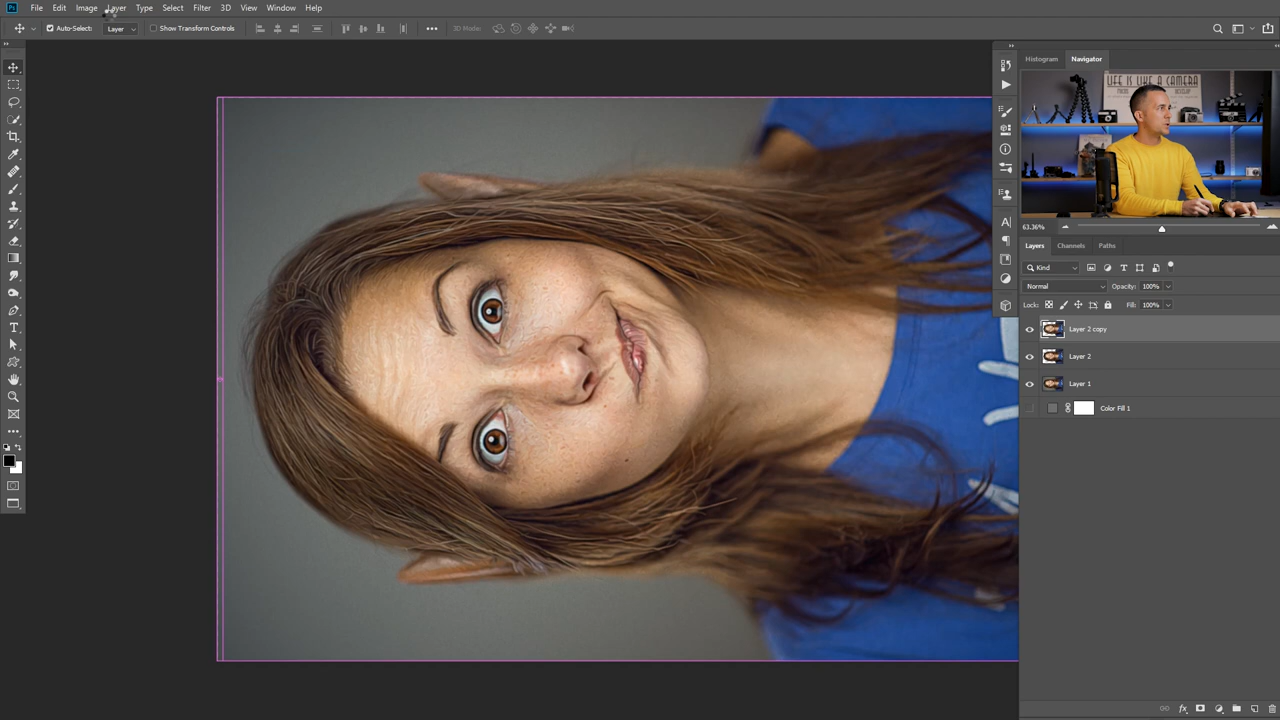 Ps File Edit Image Layer Type Select Filter 3D View Window Help
Auto-Select: Layer Show Transform Controls 3D Mode:
Histogram Navigator
LIFE IS LIKE A CAMERA
63.36%
Layers Channels Paths
Kind
Normal Opacity: 100%
Lock: Fill: 100%
Layer 2 copy
Layer 2
Layer 1
Color Fill 1